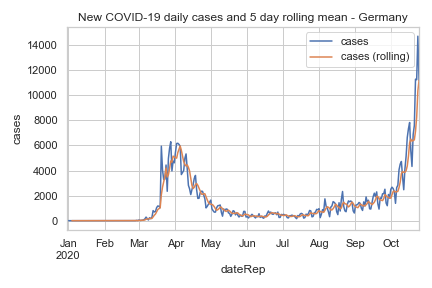 New COVID-19 daily cases and 5 day rolling mean - Germany
cases
cases (rolling)
14000
12000
10000
8000
6000
4000
2000
0
cases
Jan Feb Mar Apr May Jun Jul Aug Sep Oct
2020
dateRep